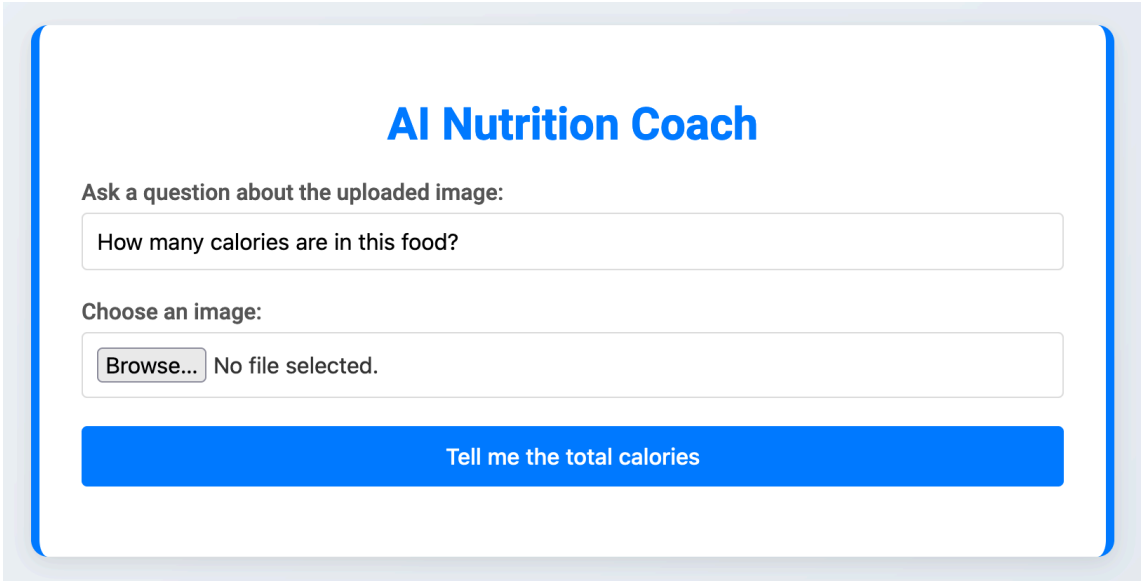 AI Nutrition Coach
Ask a question about the uploaded image:
How many calories are in this food?
Choose an image:
Browse... No file selected.
Tell me the total calories